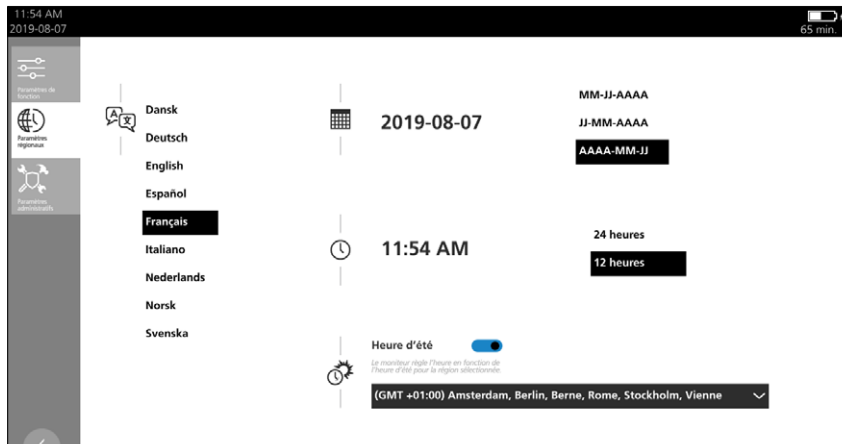 11:54 AM
2019-08-07
65 min.
Paramètres de
fonction
Paramètres
régionaux
Paramètres
administratifs
Dansk
Deutsch
English
Español
Français
Italiano
Nederlands
Norsk
Svenska
2019-08-07
MM-JJ-AAAA
JJ-MM-AAAA
AAAA-MM-JJ
11:54 AM
24 heures
12 heures
Heure d'été
Le moniteur règle l'heure en fonction de
l'heure d'été pour la région sélectionnée.
(GMT +01:00) Amsterdam, Berlin, Berne, Rome, Stockholm, Vienne